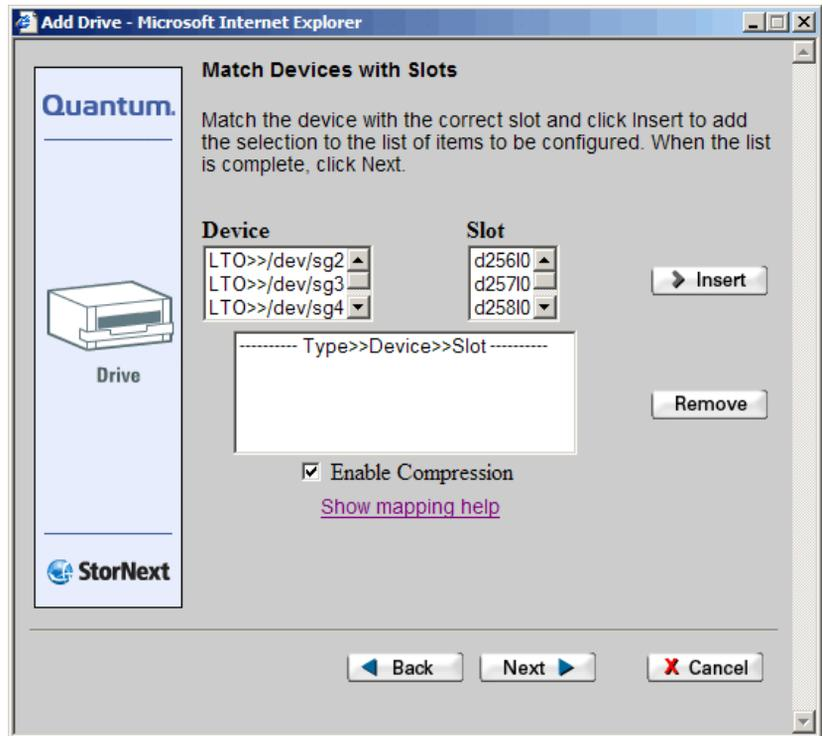 Add Drive - Microsoft Internet Explorer
Match Devices with Slots
Quantum.
Match the device with the correct slot and click Insert to add
the selection to the list of items to be configured. When the list
is complete, click Next.
Device Slot
LTO>>/dev/sg2 d256l0
LTO>>/dev/sg3 d257l0 Insert
LTO>>/dev/sg4 d258l0
---------- Type>>Device>>Slot ----------
Drive
Remove
Enable Compression
Show mapping help
StorNext
Back Next X Cancel